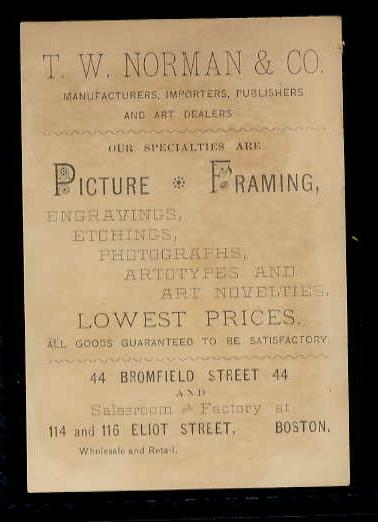 T. W. NORMAN & CO.
MANUFACTURERS, IMPORTERS, PUBLISHERS
AND ART DEALERS
OUR SPECIALTIES ARE
PICTURE FRAMING,
ENGRAVINGS,
ETCHINGS,
PHOTOGRAPHS,
ARTOTYPES AND
ART NOVELTIES.
LOWEST PRICES.
ALL GOODS GUARANTEED TO BE SATISFACTORY.
44 BROMFIELD STREET 44
AND
Salesroom and Factory at
114 and 116 ELIOT STREET, BOSTON.
Wholesale and Retail.